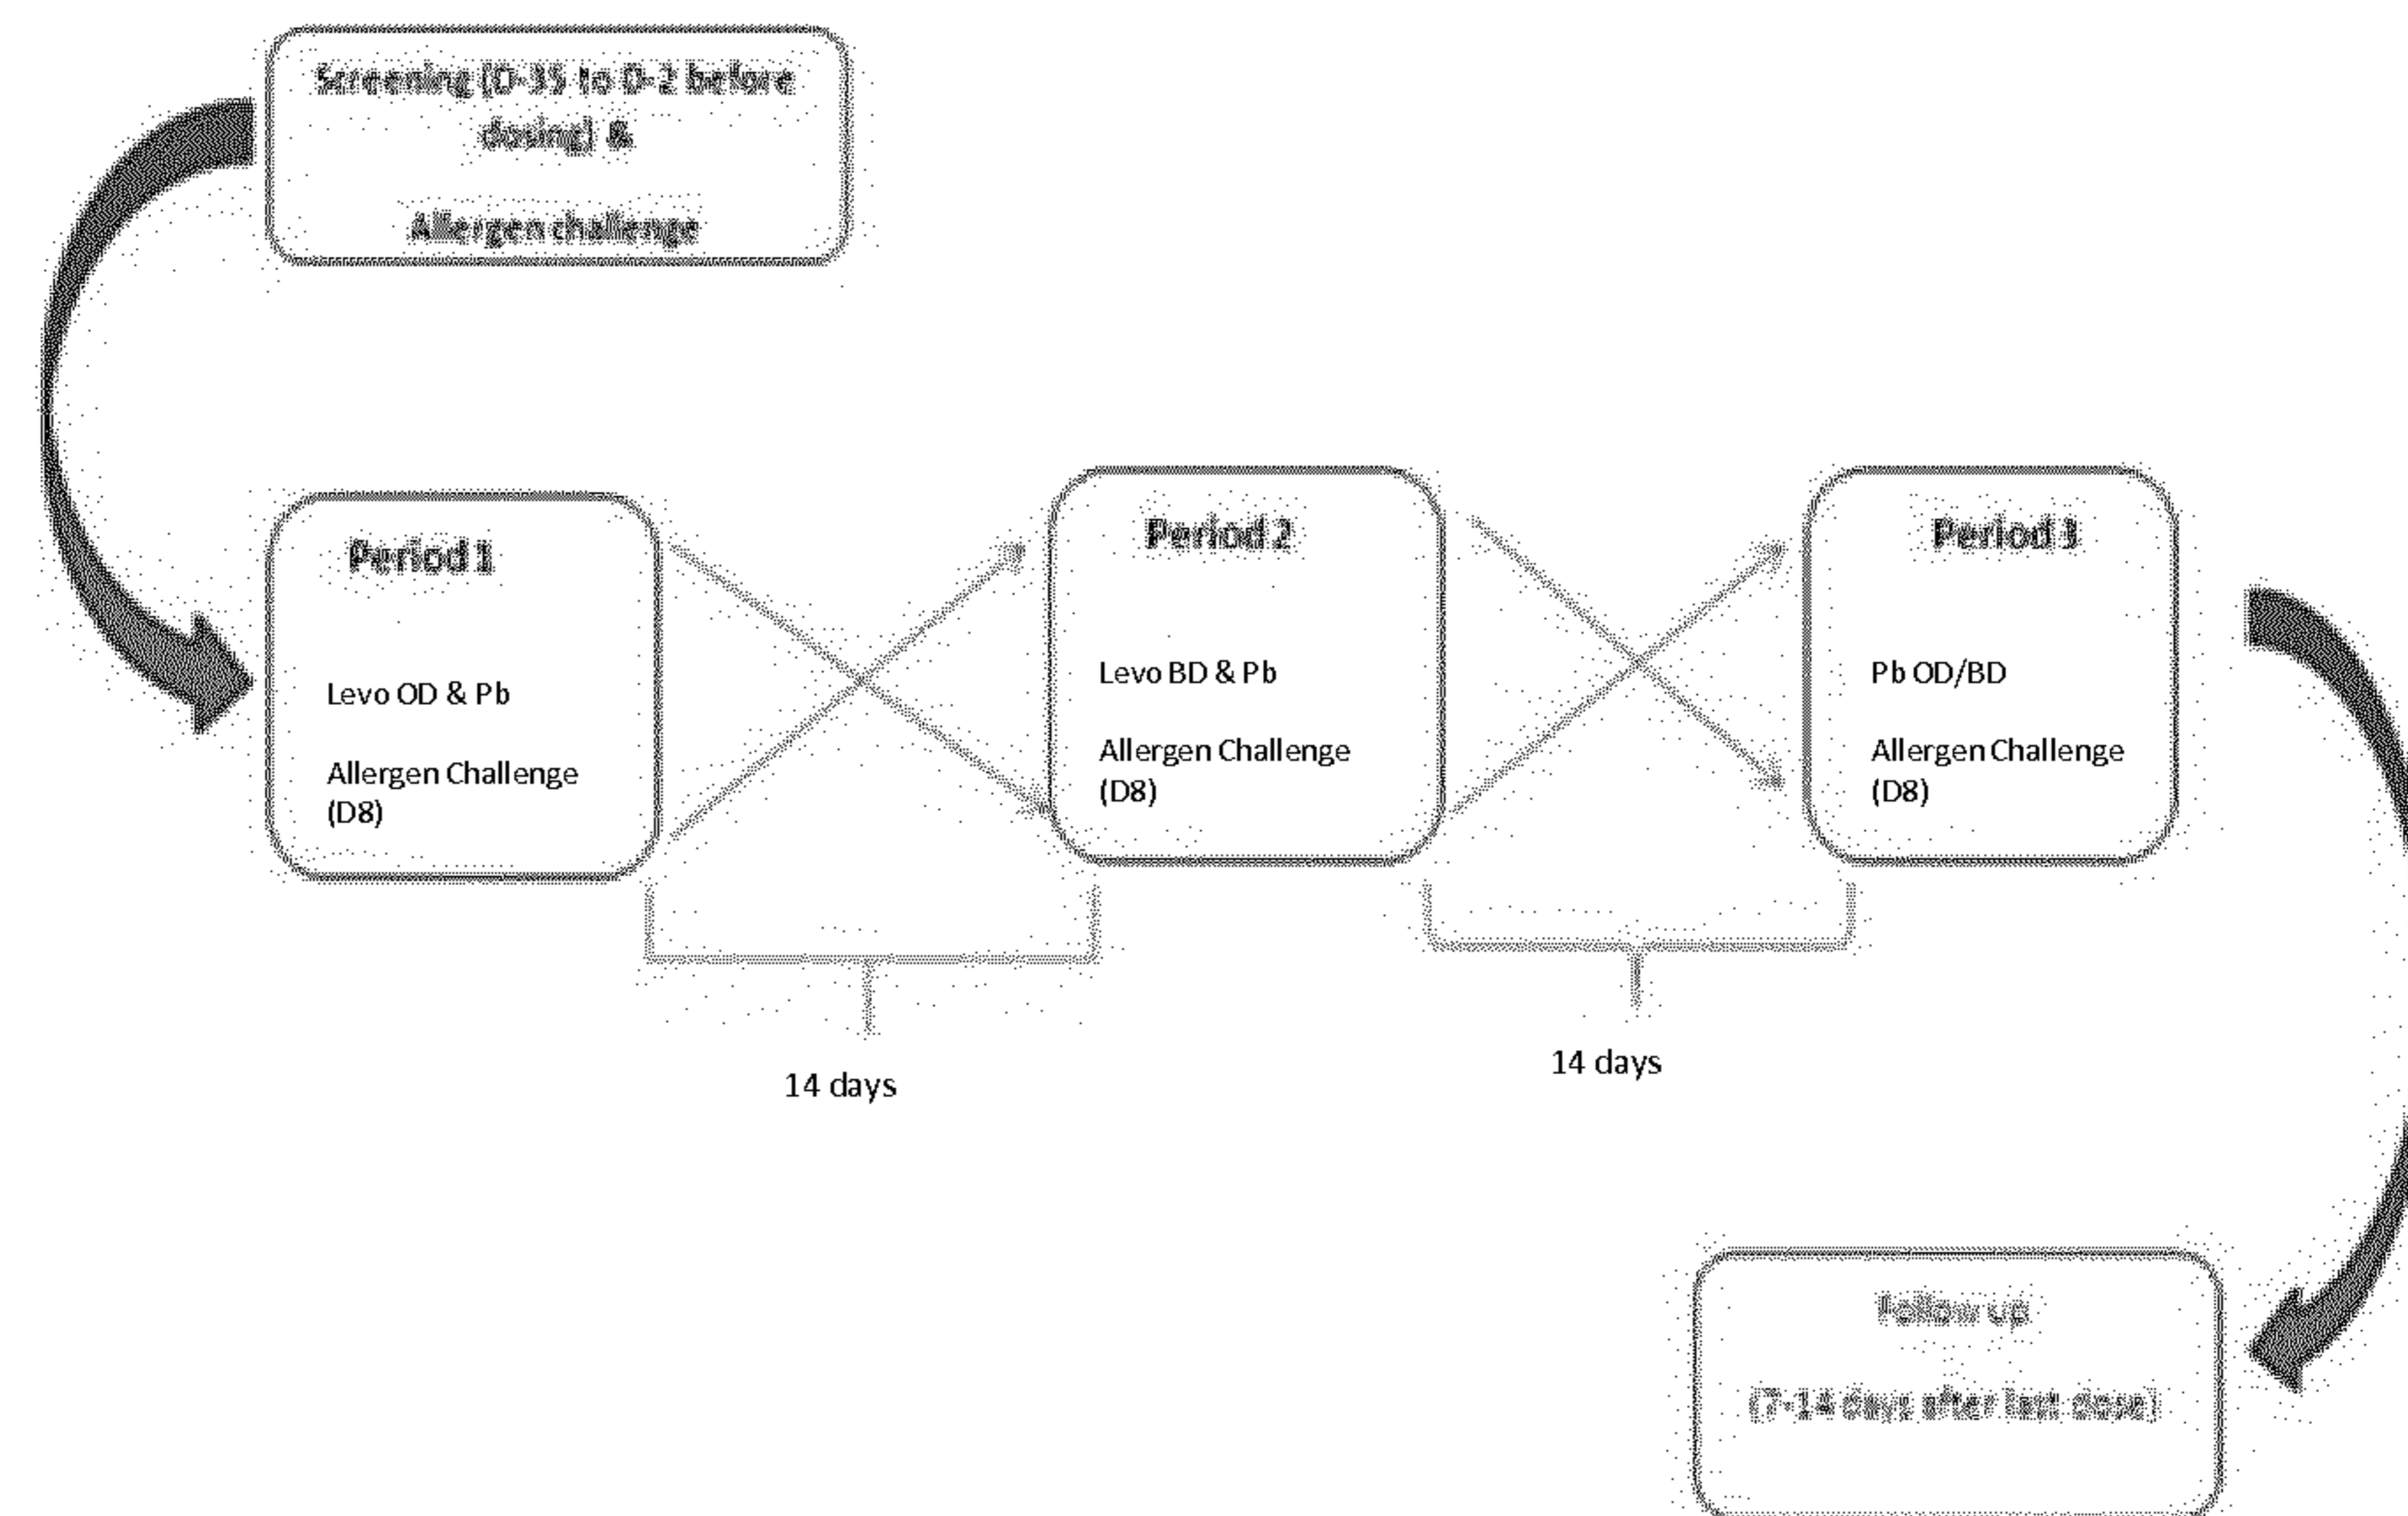 Screening (D-35 to D-2 before
dosing) &
Allergen challenge
Period 1
Levo OD & Pb
Allergen Challenge
(D8)
Period 2
Levo BD & Pb
Allergen Challenge
(D8)
Period 3
Pb OD/BD
Allergen Challenge
(D8)
14 days
14 days
Follow up
(7-14 days after last dose)